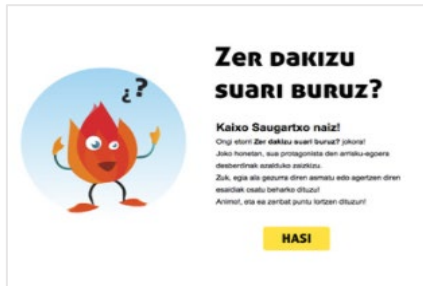 ¿?
Zer dakizu
suari buruz?
Kaixo Saugartxo naiz!
Ongi etorri Zer dakizu suari buruz? jokora!
Joko honetan, sua protagonista den arrisku-egoera
desberdinak azalduko zaizkizu.
Zuk, egia ala gezurra diren asmatu edo agertzen diren
esaldiak osatu beharko dituzu!
Animo!, eta ea zenbat puntu lortzen dituzun!
HASI